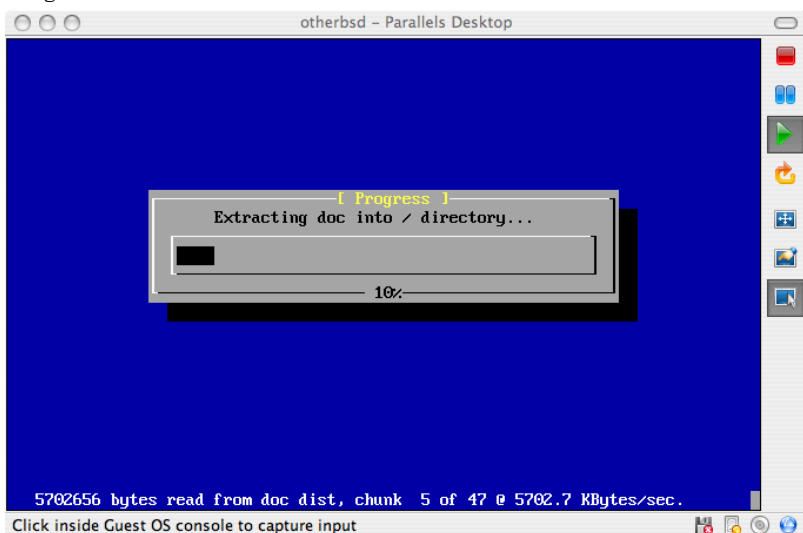 otherbsd – Parallels Desktop
[ Progress ]
Extracting doc into / directory...
10%
5702656 bytes read from doc dist, chunk 5 of 47 @ 5702.7 KBytes/sec.
Click inside Guest OS console to capture input